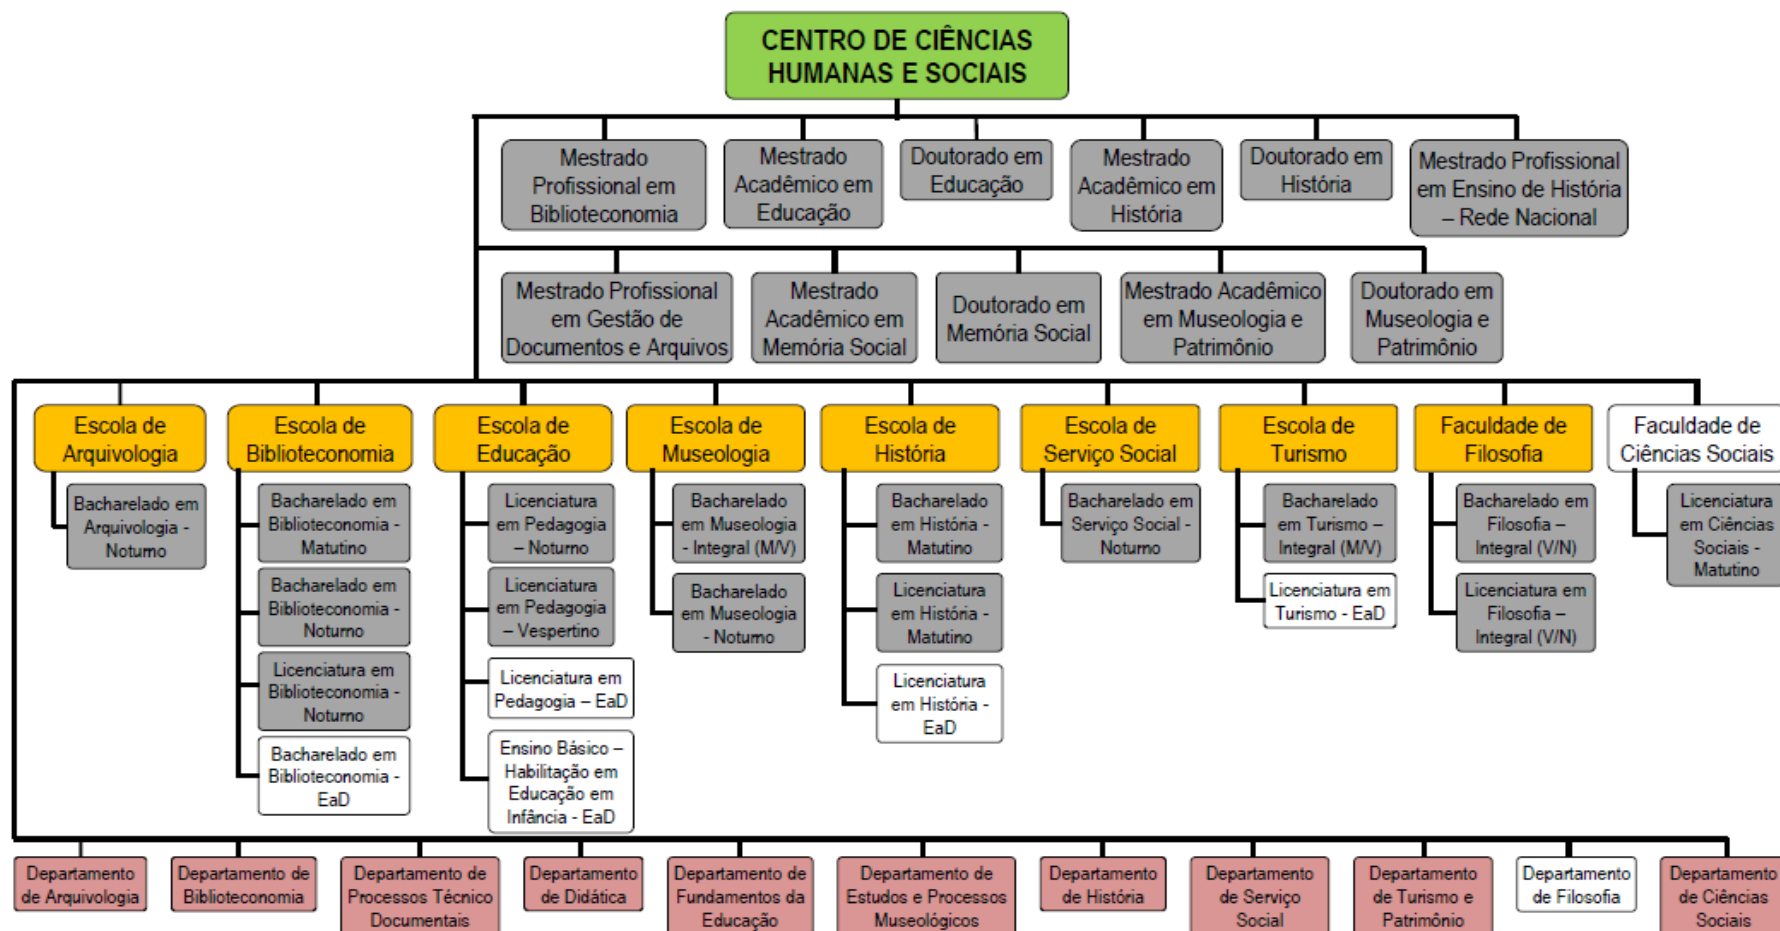 CENTRO DE CIÊNCIAS
HUMANAS E SOCIAIS
Mestrado
Profissional em
Biblioteconomia
Mestrado
Acadêmico em
Educação
Doutorado em
Educação
Mestrado
Acadêmico em
História
Doutorado em
História
Mestrado Profissional
em Ensino de História
– Rede Nacional
Mestrado Profissional
em Gestão de
Documentos e Arquivos
Mestrado
Acadêmico em
Memória Social
Doutorado em
Memória Social
Mestrado Acadêmico
em Museologia e
Patrimônio
Doutorado em
Museologia e
Patrimônio
Escola de
Arquivologia
Bacharelado em
Arquivologia -
Noturno
Escola de
Biblioteconomia
Bacharelado em
Biblioteconomia -
Matutino
Bacharelado em
Biblioteconomia -
Noturno
Licenciatura em
Biblioteconomia -
Noturno
Bacharelado em
Biblioteconomia -
EaD
Escola de
Educação
Licenciatura
em Pedagogia
– Noturno
Licenciatura
em Pedagogia
– Vespertino
Licenciatura em
Pedagogia – EaD
Ensino Básico –
Habilitação em
Educação em
Infância - EaD
Escola de
Museologia
Bacharelado
em Museologia
- Integral (M/V)
Bacharelado
em Museologia
- Noturno
Escola de
História
Bacharelado
em História -
Matutino
Licenciatura
em História -
Matutino
Licenciatura
em História -
EaD
Escola de
Serviço Social
Bacharelado em
Serviço Social -
Noturno
Escola de
Turismo
Bacharelado
em Turismo –
Integral (M/V)
Licenciatura em
Turismo - EaD
Faculdade de
Filosofia
Bacharelado em
Filosofia –
Integral (V/N)
Licenciatura em
Filosofia –
Integral (V/N)
Faculdade de
Ciências Sociais
Licenciatura
em Ciências
Sociais -
Matutino
Departamento
de Arquivologia
Departamento de
Biblioteconomia
Departamento de
Processos Técnico
Documentais
Departamento
de Didática
Departamento de
Fundamentos da
Educação
Departamento de
Estudos e Processos
Museológicos
Departamento
de História
Departamento
de Serviço
Social
Departamento
de Turismo e
Patrimônio
Departamento
de Filosofia
Departamento
de Ciências
Sociais